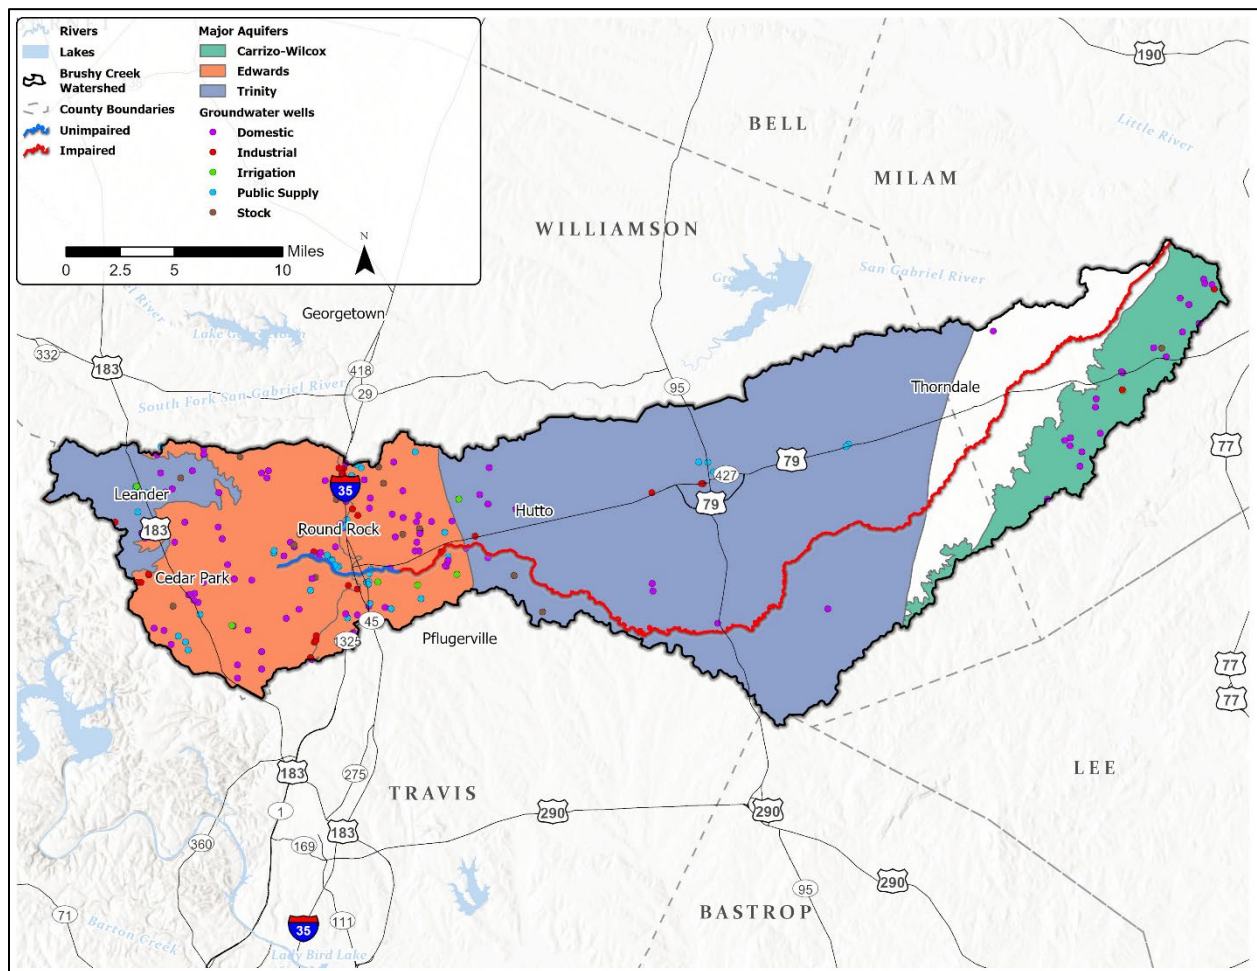 Rivers
Lakes
Brushy Creek
Watershed
County Boundaries
Unimpaired
Impaired
Major Aquifers
Carrizo-Wilcox
Edwards
Trinity
Groundwater wells
Domestic
Industrial
Irrigation
Public Supply
Stock
N
Miles
0 2.5 5 10
190
BELL
Little River
MILAM
WILLIAMSON
San Gabriel River
Georgetown
332
183
418
29
South Fork San Gabriel River
95
Thorndale
77
79
427
Leander
35
79
Hutto
Round Rock
183
Cedar Park
45
1325
Pflugerville
77
77
183
275
TRAVIS
LEE
290
290
1
183
360
169
290
95
BASTROP
71
Barton Creek
35
111
Lady Bird Lake